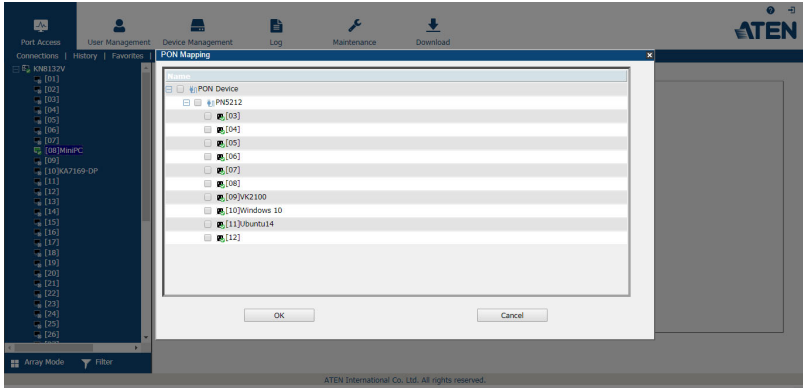 ATEN
Port Access
User Management
Device Management
Log
Maintenance
Download
Connections | History | Favorites |
PON Mapping
x
KN8132V
[01]
[02]
[03]
[04]
[05]
[06]
[07]
[08]MiniPC
[09]
[10]KA7169-DP
[11]
[12]
[13]
[14]
[15]
[16]
[17]
[18]
[19]
[20]
[21]
[22]
[23]
[24]
[25]
[26]
Name
PON Device
PN5212
[03]
[04]
[05]
[06]
[07]
[08]
[09]VK2100
[10]Windows 10
[11]Ubuntu14
[12]
OK
Cancel
Array Mode
Filter
ATEN International Co. Ltd. All rights reserved.